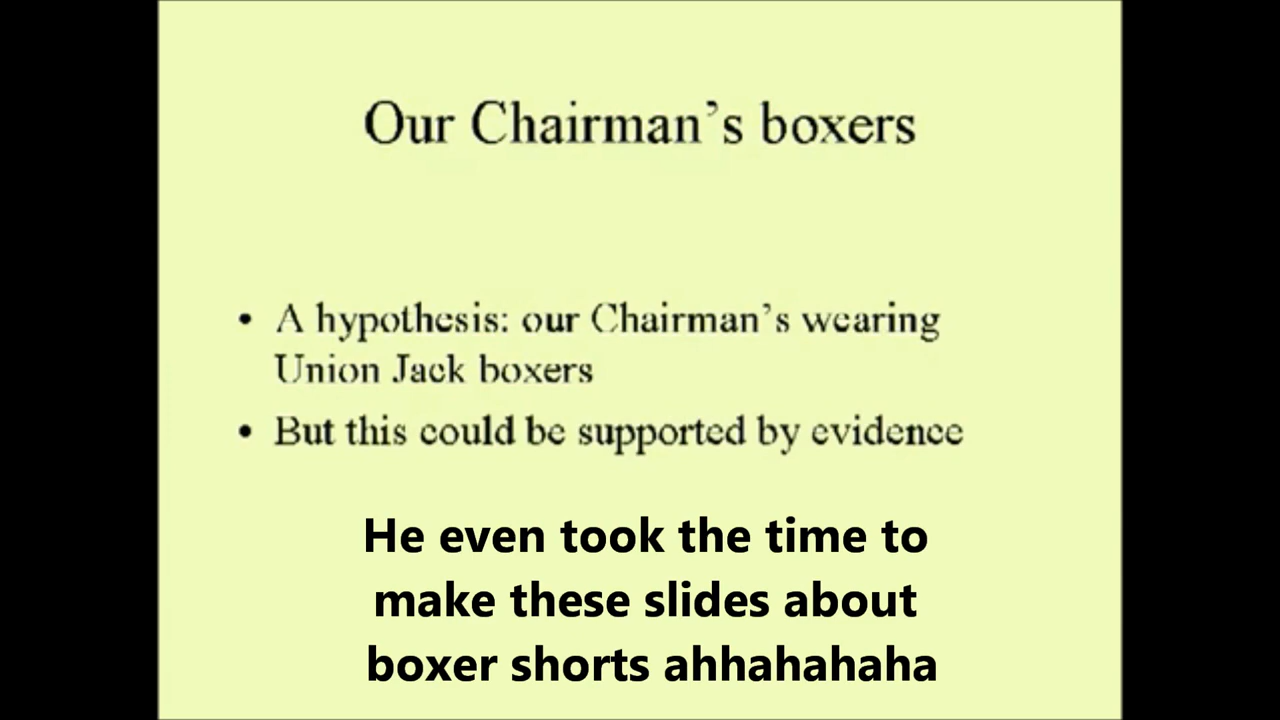 Our Chairman's boxers
• A hypothesis: our Chairman's wearing
Union Jack boxers
• But this could be supported by evidence
He even took the time to
make these slides about
boxer shorts ahhahahaha